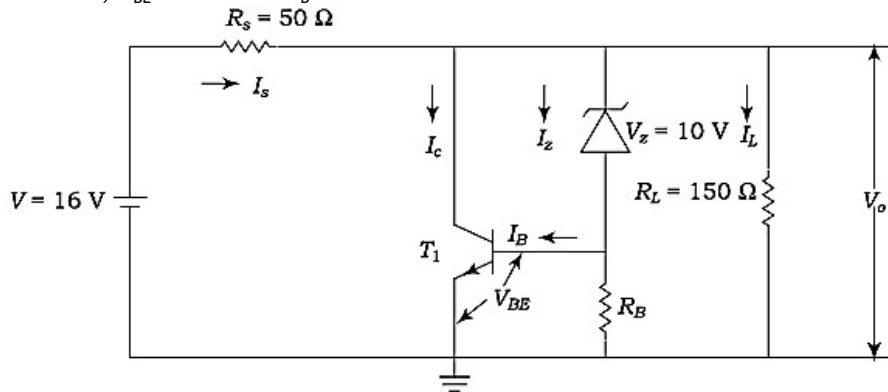 R_s = 50 Ω
I_s
I_c
I_z
V_z = 10 V
I_L
V = 16 V
R_L = 150 Ω
V_o
I_B
T_1
V_BE
R_B